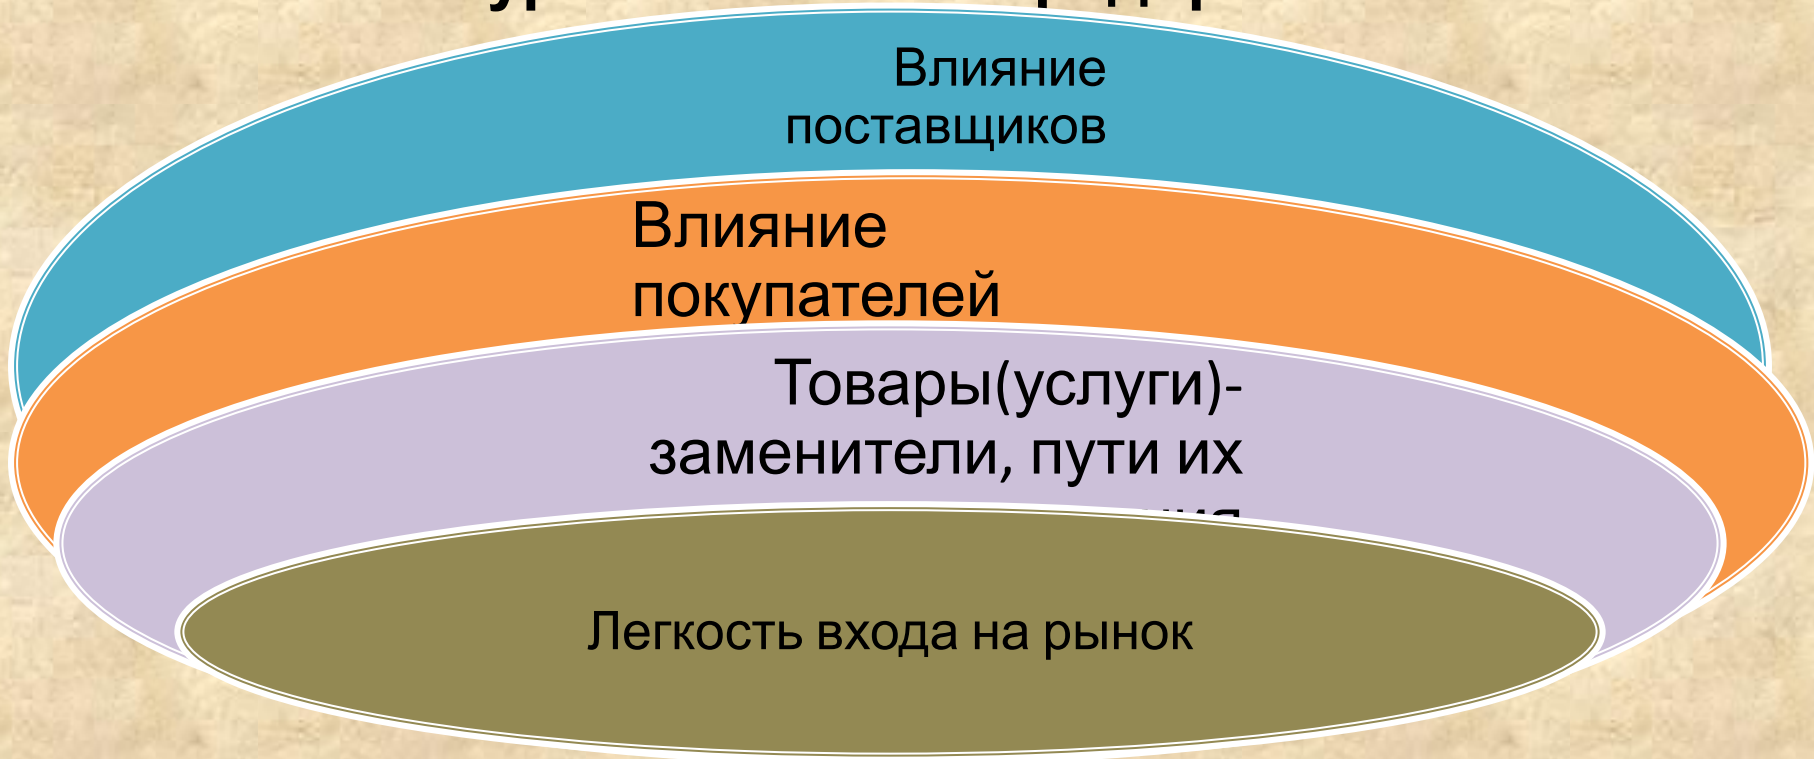 Влияние
поставщиков
Влияние
покупателей
Товары(услуги)-
заменители, пути их
Легкость входа на рынок